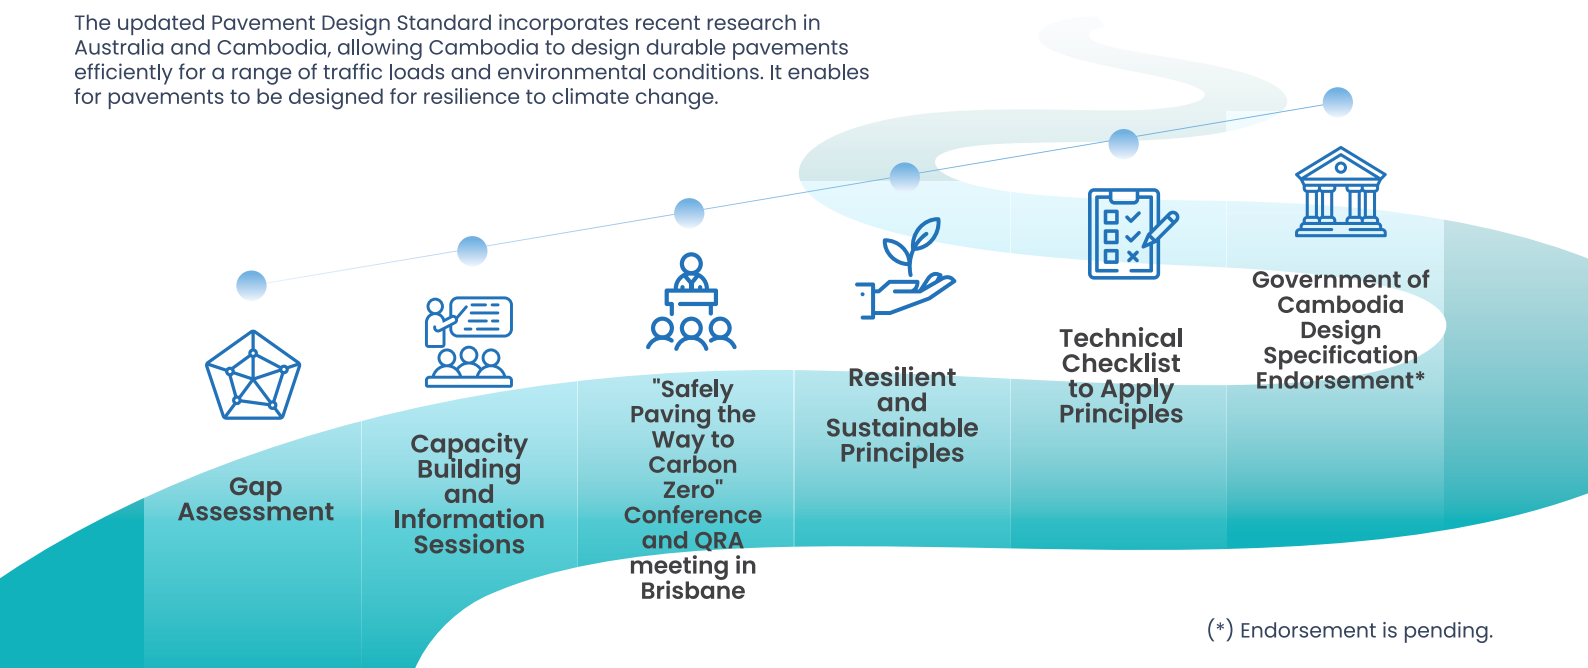 The updated Pavement Design Standard incorporates recent research in
Australia and Cambodia, allowing Cambodia to design durable pavements
efficiently for a range of traffic loads and environmental conditions. It enables
for pavements to be designed for resilience to climate change.
Gap
Assessment
Capacity
Building
and
Information
Sessions
"Safely
Paving the
Way to
Carbon
Zero"
Conference
and QRA
meeting in
Brisbane
Resilient
and
Sustainable
Principles
Technical
Checklist
to Apply
Principles
Government of
Cambodia
Design
Specification
Endorsement*
(*) Endorsement is pending.